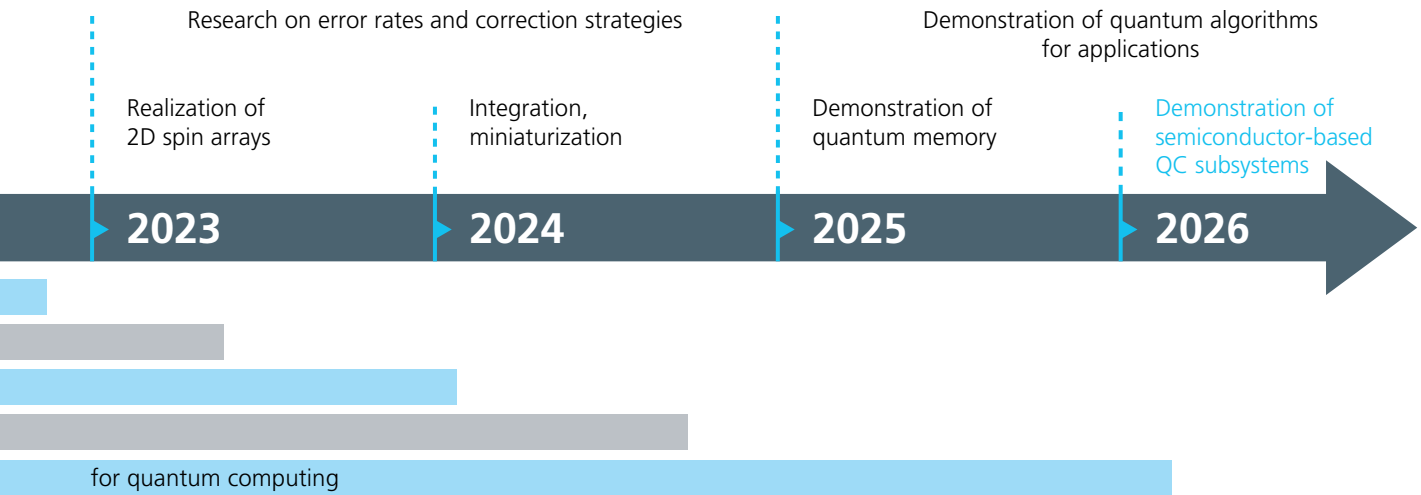 Research on error rates and correction strategies
Demonstration of quantum algorithms
for applications
Realization of
2D spin arrays
Integration,
miniaturization
Demonstration of
quantum memory
Demonstration of
semiconductor-based
QC subsystems
2023
2024
2025
2026
for quantum computing